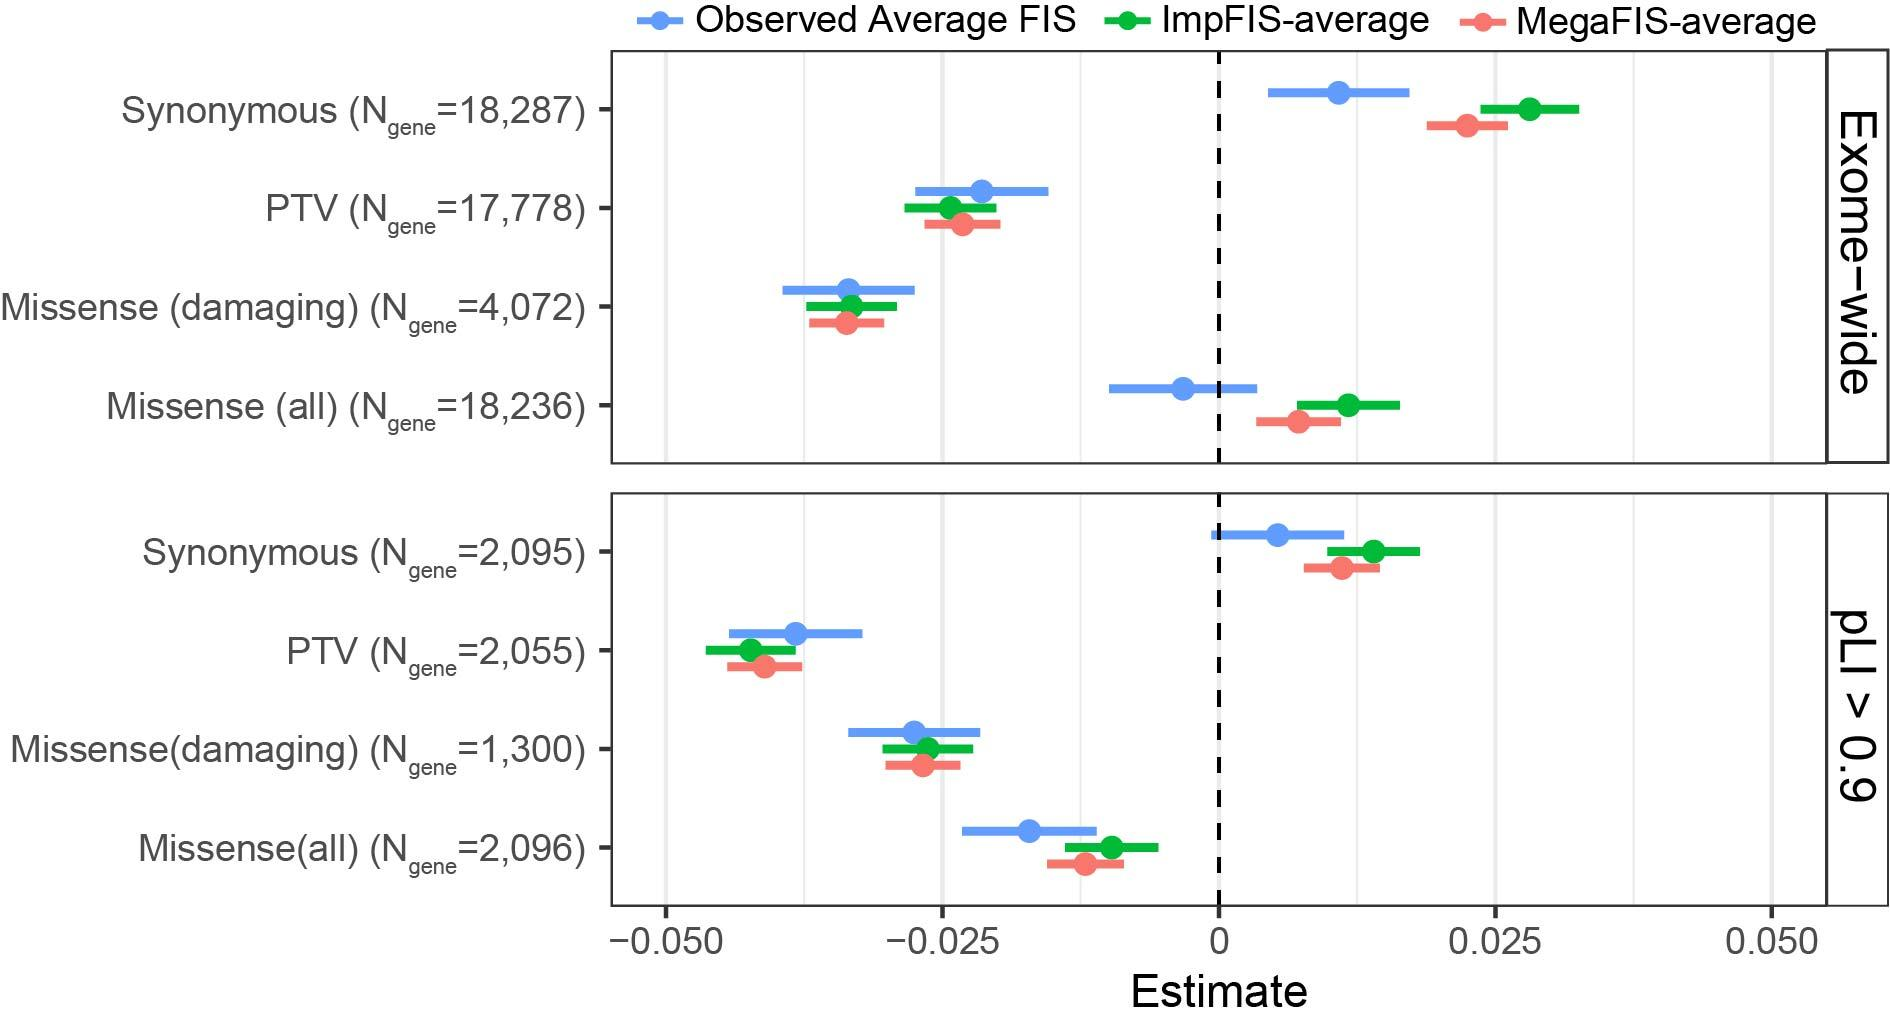 Observed Average FIS ImpFIS-average MegaFIS-average
Synonymous (Ngene=18,287)
PTV (Ngene=17,778)
Missense (damaging) (Ngene=4,072)
Missense (all) (Ngene=18,236)
Exome−wide
Synonymous (Ngene=2,095)
PTV (Ngene=2,055)
Missense(damaging) (Ngene=1,300)
Missense(all) (Ngene=2,096)
pLI > 0.9
−0.050 −0.025 0 0.025 0.050
Estimate